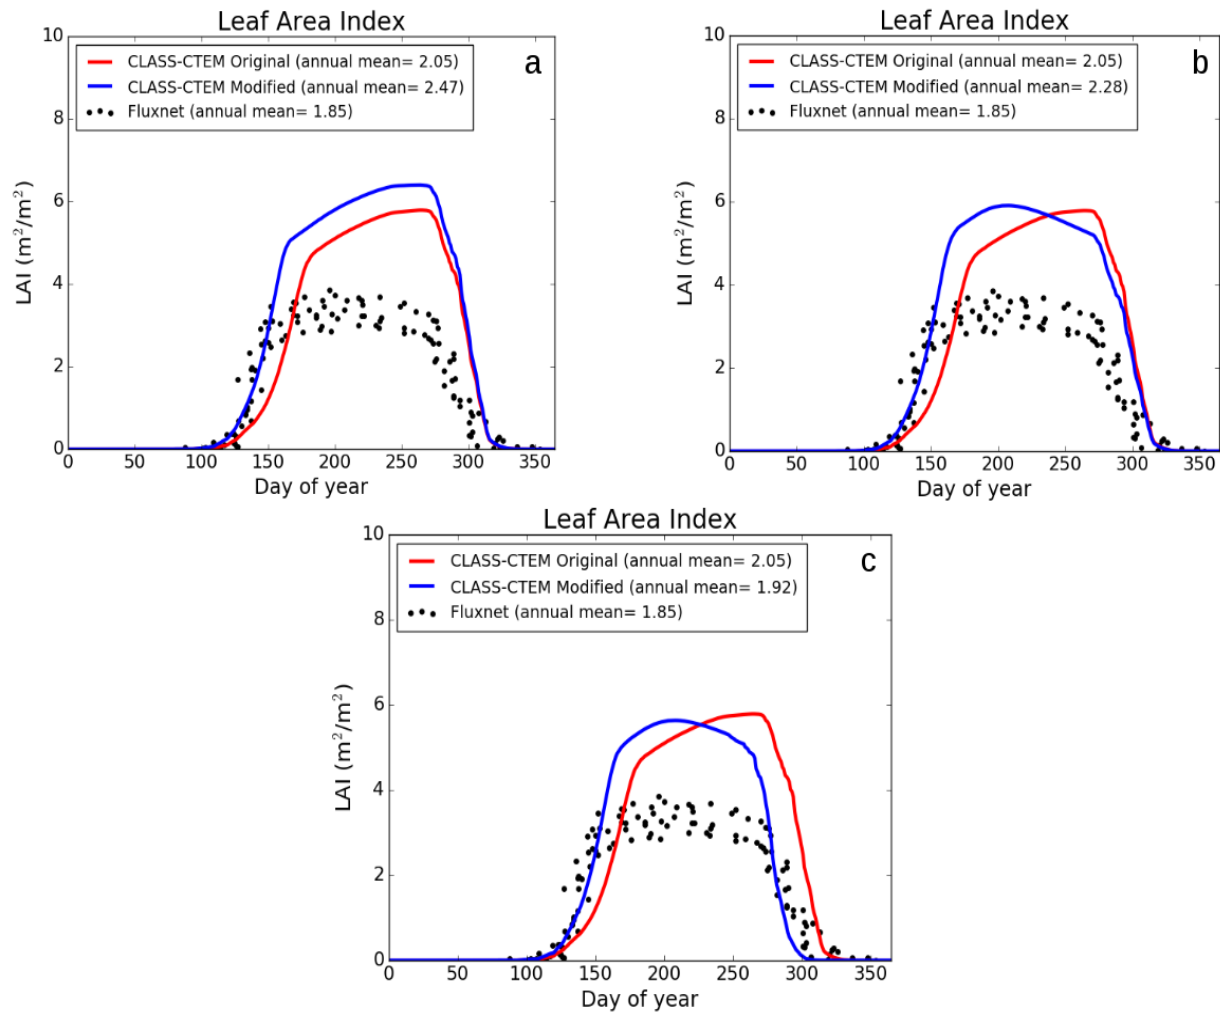 Leaf Area Index
CLASS-CTEM Original (annual mean= 2.05)
CLASS-CTEM Modified (annual mean= 2.47)
Fluxnet (annual mean= 1.85)
a
LAI (m²/m²)
10
8
6
4
2
0
0 50 100 150 200 250 300 350
Day of year
Leaf Area Index
CLASS-CTEM Original (annual mean= 2.05)
CLASS-CTEM Modified (annual mean= 2.28)
Fluxnet (annual mean= 1.85)
b
LAI (m²/m²)
10
8
6
4
2
0
0 50 100 150 200 250 300 350
Day of year
Leaf Area Index
CLASS-CTEM Original (annual mean= 2.05)
CLASS-CTEM Modified (annual mean= 1.92)
Fluxnet (annual mean= 1.85)
c
LAI (m²/m²)
10
8
6
4
2
0
0 50 100 150 200 250 300 350
Day of year